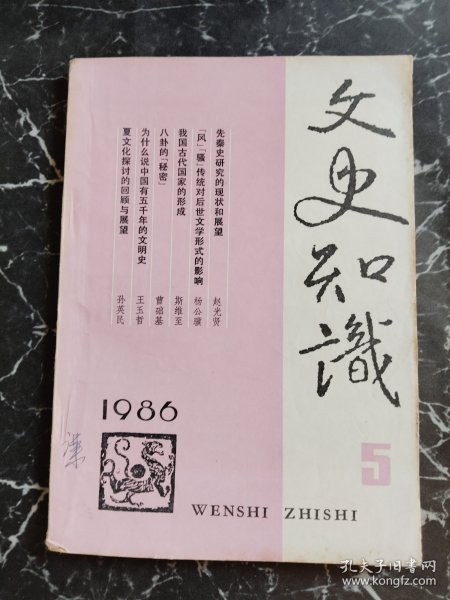 文史知識
先秦史研究的现状和展望 赵光贤
「风」「骚」传统对后世文学形式的影响 杨公骥
我国古代国家的形成 斯维至
八卦的「秘密」 曹础基
为什么说中国有五千年的文明史 王玉哲
夏文化探讨的回顾与展望 孙英民
1986
5
WENSHI ZHISHI
孔夫子旧书网
www.kongfz.com